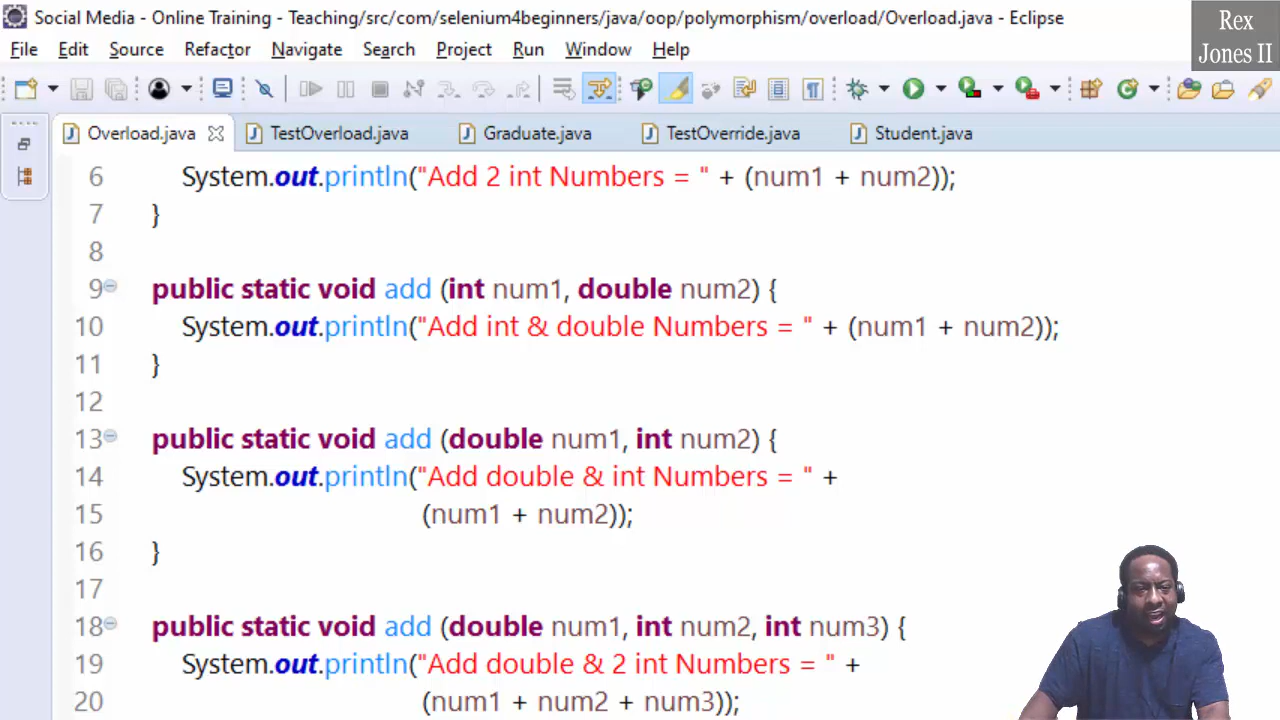 Social Media - Online Training - Teaching/src/com/selenium4beginners/java/oop/polymorphism/overload/Overload.java - Eclipse
Rex
Jones II
File Edit Source Refactor Navigate Search Project Run Window Help
Overload.java TestOverload.java Graduate.java TestOverride.java Student.java
6 System.out.println("Add 2 int Numbers = " + (num1 + num2));
7 }
8
9 public static void add (int num1, double num2) {
10 System.out.println("Add int & double Numbers = " + (num1 + num2));
11 }
12
13 public static void add (double num1, int num2) {
14 System.out.println("Add double & int Numbers = " +
15 (num1 + num2));
16 }
17
18 public static void add (double num1, int num2, int num3) {
19 System.out.println("Add double & 2 int Numbers = " +
20 (num1 + num2 + num3));